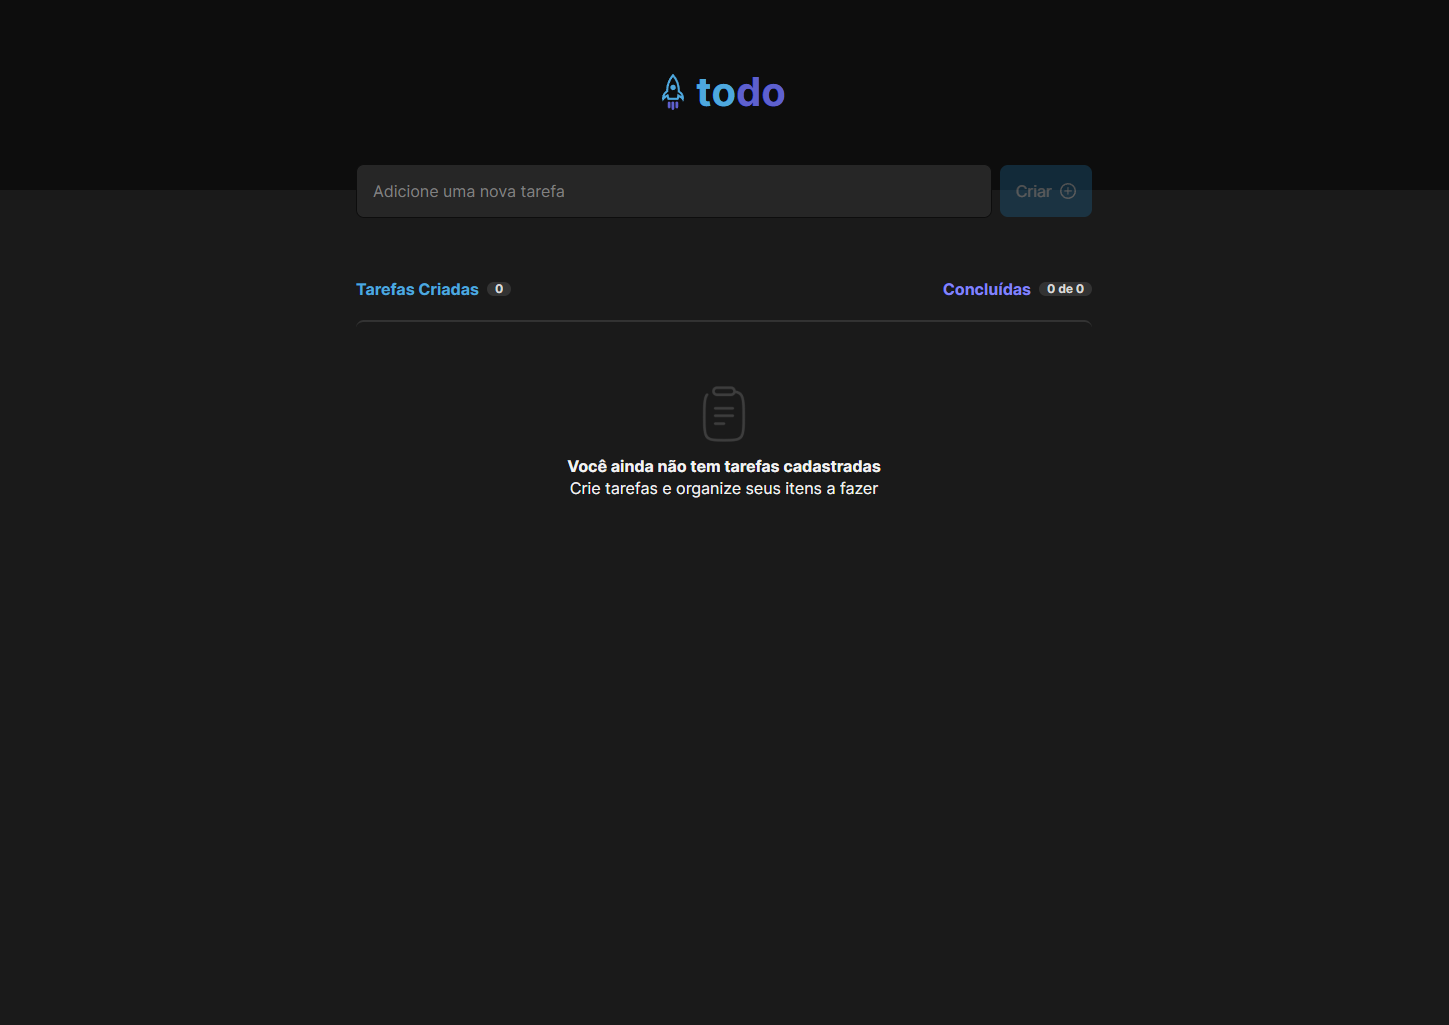 todo
Adicione uma nova tarefa
Criar
Tarefas Criadas 0
Concluídas 0 de 0
Você ainda não tem tarefas cadastradas
Crie tarefas e organize seus itens a fazer